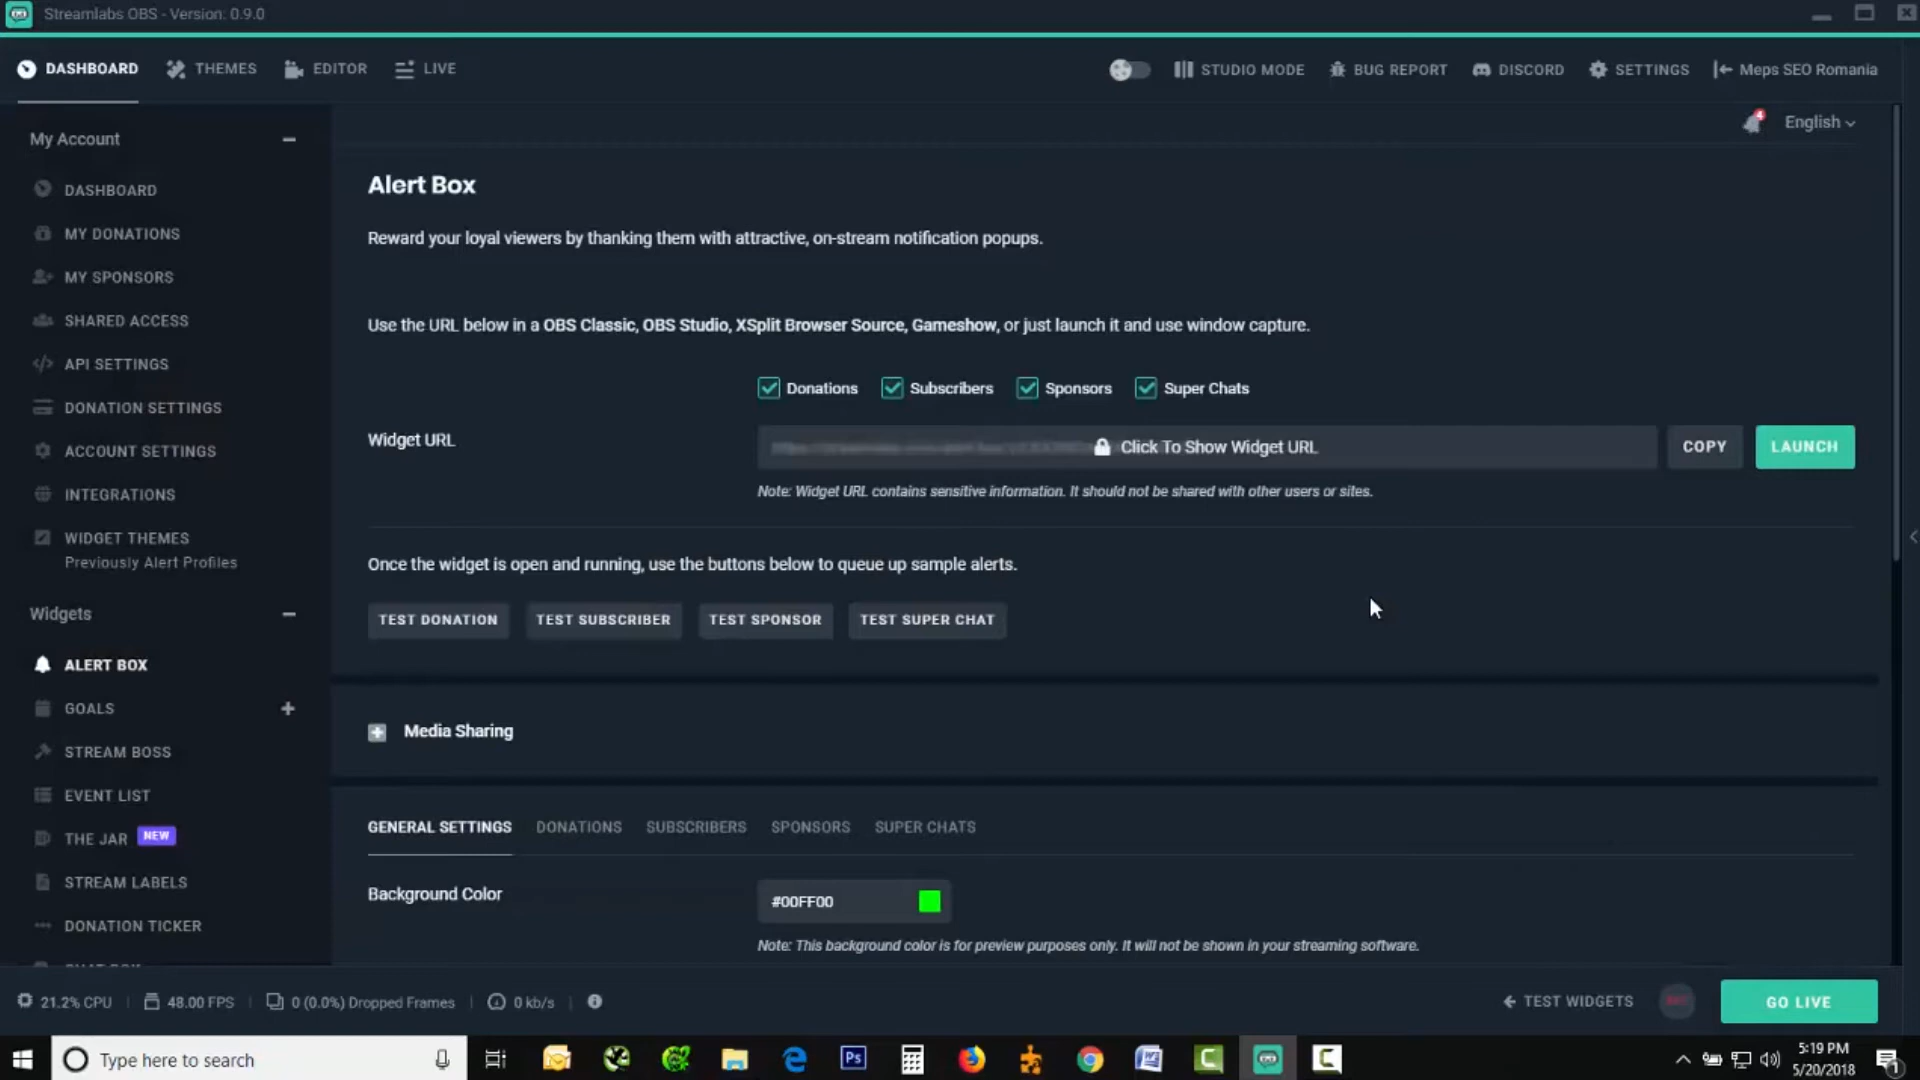 Streamlabs OBS - Version: 0.9.0
DASHBOARD THEMES EDITOR LIVE STUDIO MODE BUG REPORT DISCORD SETTINGS Meps SEO Romania
4 English
My Account
DASHBOARD
MY DONATIONS
MY SPONSORS
SHARED ACCESS
API SETTINGS
DONATION SETTINGS
ACCOUNT SETTINGS
INTEGRATIONS
WIDGET THEMES
Previously Alert Profiles
Widgets
ALERT BOX
GOALS
STREAM BOSS
EVENT LIST
THE JAR NEW
STREAM LABELS
DONATION TICKER
Alert Box
Reward your loyal viewers by thanking them with attractive, on-stream notification popups.
Use the URL below in a OBS Classic, OBS Studio, XSplit Browser Source, Gameshow, or just launch it and use window capture.
Donations Subscribers Sponsors Super Chats
Widget URL Click To Show Widget URL COPY LAUNCH
Note: Widget URL contains sensitive information. It should not be shared with other users or sites.
Once the widget is open and running, use the buttons below to queue up sample alerts.
TEST DONATION TEST SUBSCRIBER TEST SPONSOR TEST SUPER CHAT
Media Sharing
GENERAL SETTINGS DONATIONS SUBSCRIBERS SPONSORS SUPER CHATS
Background Color #00FF00
Note: This background color is for preview purposes only. It will not be shown in your streaming software.
21.2% CPU 48.00 FPS 0 (0.0%) Dropped Frames 0 kb/s TEST WIDGETS REC GO LIVE
Type here to search Ps 5:19 PM
5/20/2018 1